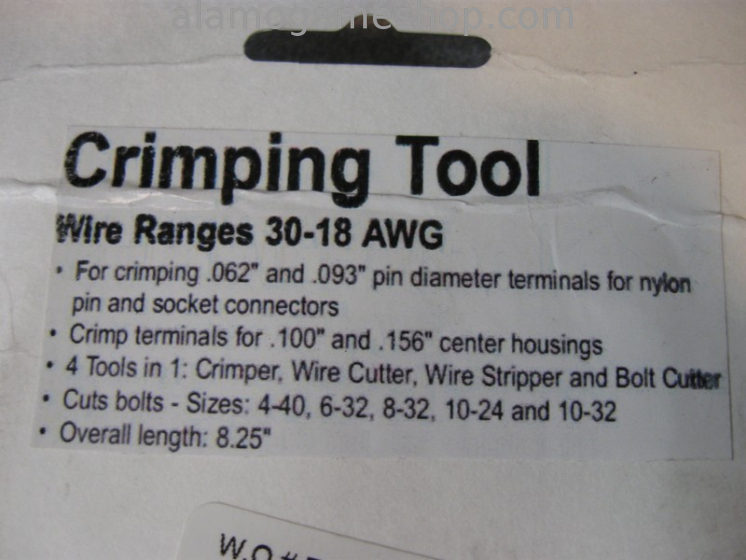 alamogameshop.com
Crimping Tool
Wire Ranges 30-18 AWG
• For crimping .062" and .093" pin diameter terminals for nylon
pin and socket connectors
• Crimp terminals for .100" and .156" center housings
• 4 Tools in 1: Crimper, Wire Cutter, Wire Stripper and Bolt Cutter
• Cuts bolts - Sizes: 4-40, 6-32, 8-32, 10-24 and 10-32
• Overall length: 8.25"
W.O #